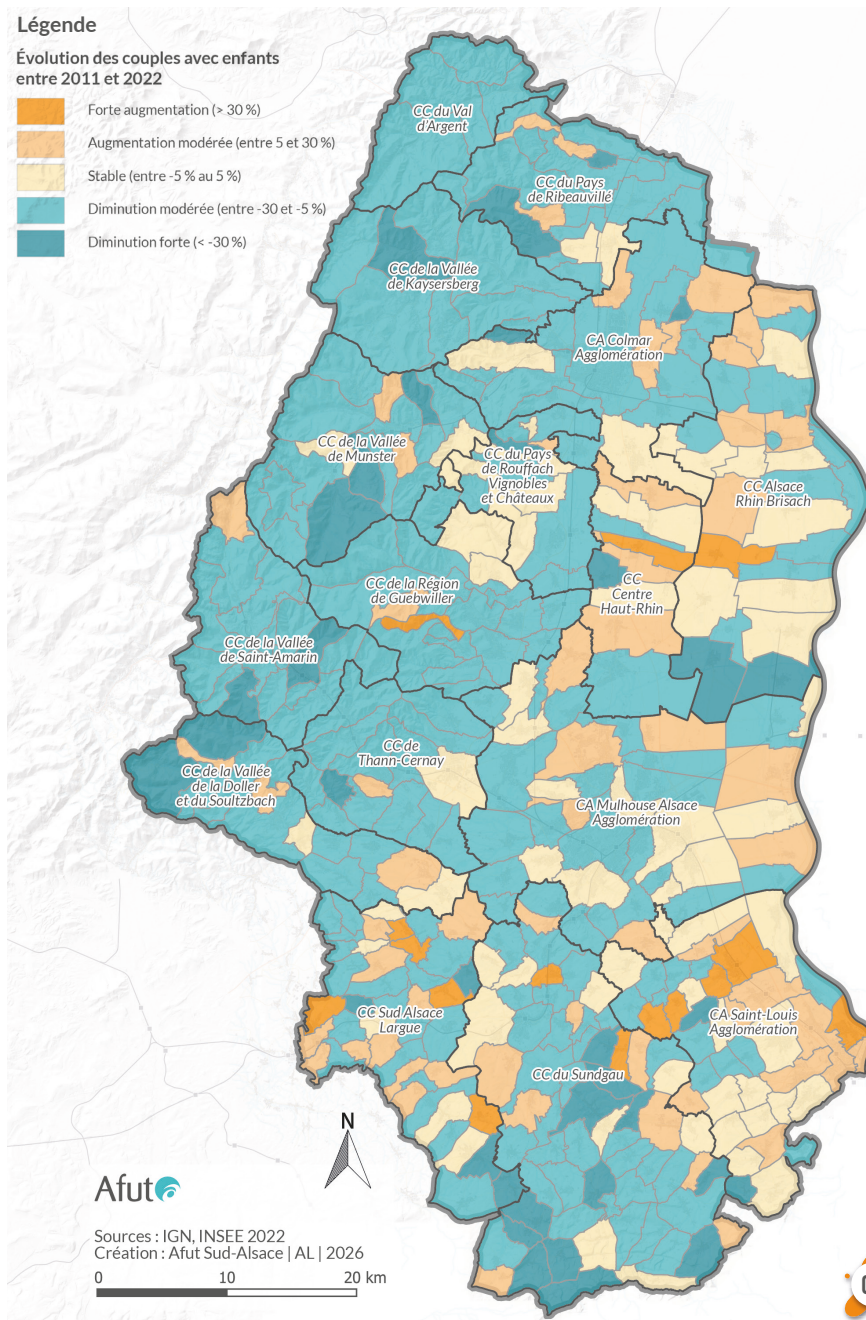 Légende
Évolution des couples avec enfants
entre 2011 et 2022
Forte augmentation (> 30 %)
Augmentation modérée (entre 5 et 30 %)
Stable (entre -5 % au 5 %)
Diminution modérée (entre -30 et -5 %)
Diminution forte (< -30 %)
CC du Val
d'Argent
CC du Pays
de Ribeauvillé
CC de la Vallée
de Kaysersberg
CA Colmar
Agglomération
CC de la Vallée
de Munster
CC du Pays
de Rouffach
Vignobles
et Châteaux
CC Alsace
Rhin Brisach
CC de la Région
de Guebwiller
CC
Centre
Haut-Rhin
CC de la Vallée
de Saint-Amarin
CC de
Thann-Cernay
CC de la Vallée
de la Doller
et du Soultzbach
CA Mulhouse Alsace
Agglomération
CC Sud Alsace
Largue
CA Saint-Louis
Agglomération
CC du Sundgau
N
Afut
Sources : IGN, INSEE 2022
Création : Afut Sud-Alsace | AL | 2026
0 10 20 km